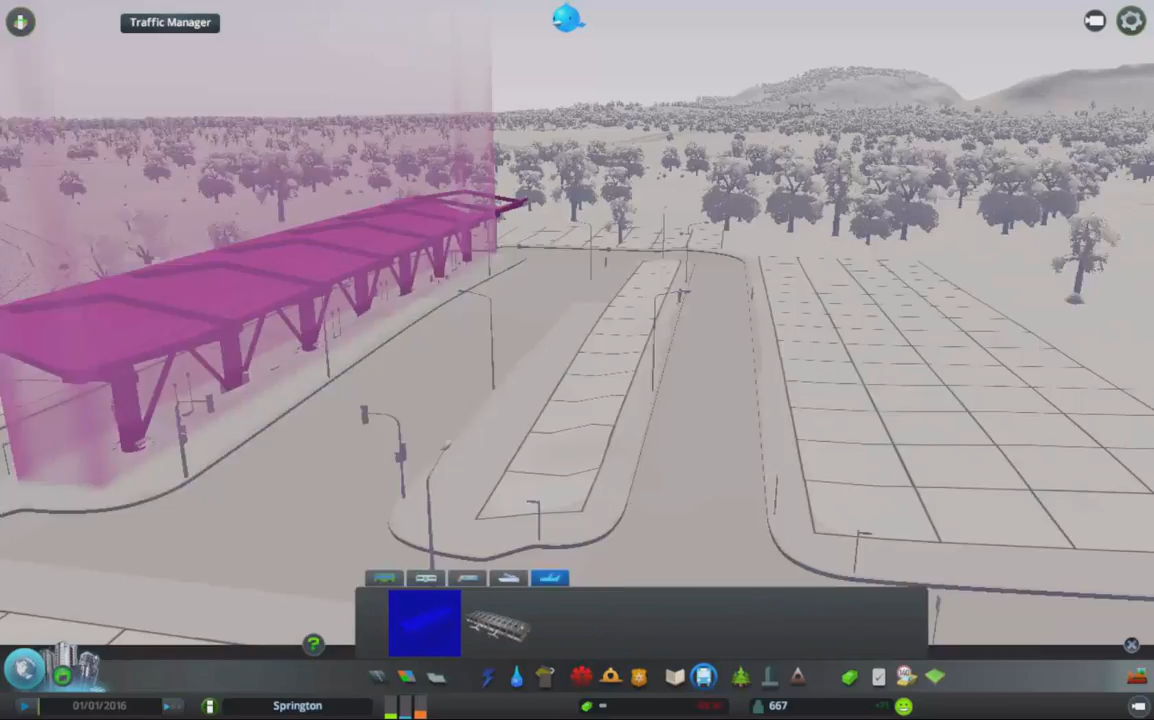 Traffic Manager
?
01/01/2016
Springton
∞
667